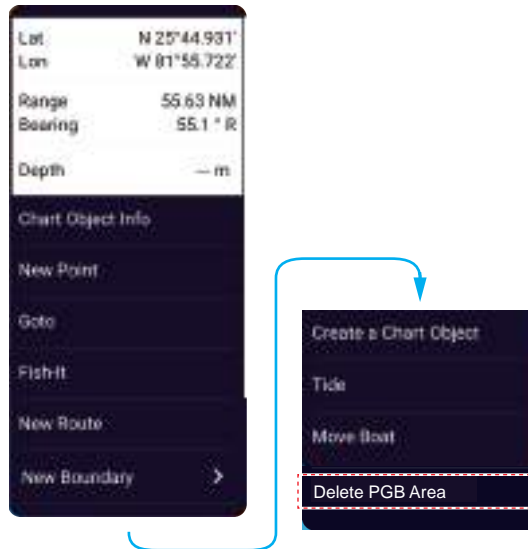 Lat N 25°44.931'
Lon W 81°55.722'
Range 55.63 NM
Bearing 55.1 ° R
Depth --- m
Chart Object Info
New Point
Goto
Fish-It
New Route
New Boundary >
Create a Chart Object
Tide
Move Boat
Delete PGB Area